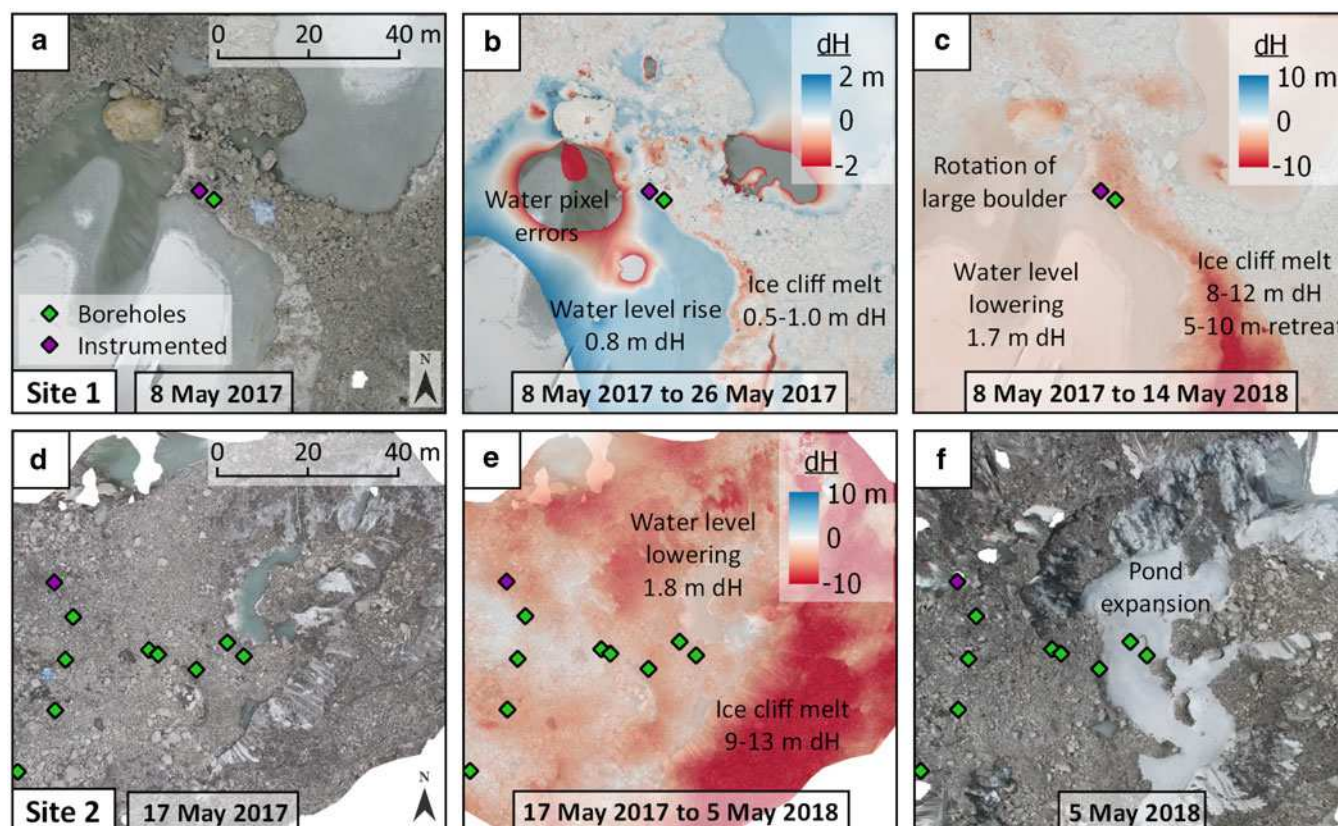 a
0 20 40 m
Boreholes
Instrumented
N
Site 1
8 May 2017
b
dH
2 m
0
-2
Water pixel
errors
Water level rise
0.8 m dH
Ice cliff melt
0.5-1.0 m dH
8 May 2017 to 26 May 2017
c
dH
10 m
0
-10
Rotation of
large boulder
Water level
lowering
1.7 m dH
Ice cliff melt
8-12 m dH
5-10 m retreat
8 May 2017 to 14 May 2018
d
0 20 40 m
N
Site 2
17 May 2017
e
dH
10 m
0
-10
Water level
lowering
1.8 m dH
Ice cliff melt
9-13 m dH
17 May 2017 to 5 May 2018
f
Pond
expansion
5 May 2018